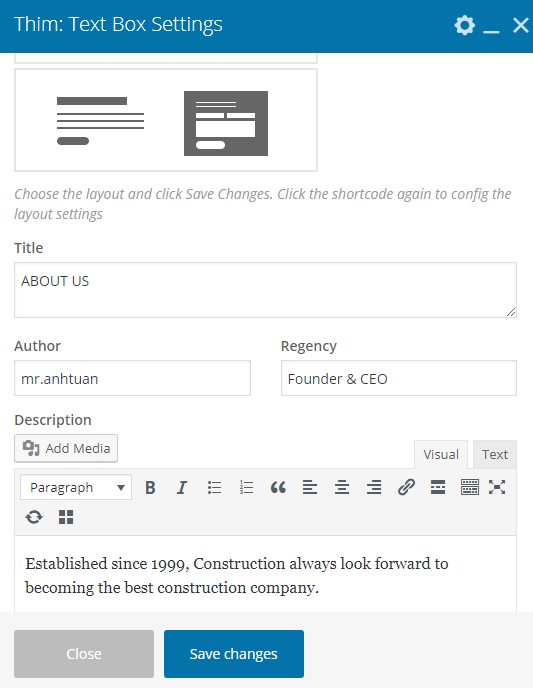 Thim: Text Box Settings
Choose the layout and click Save Changes. Click the shortcode again to config the
layout settings
Title
ABOUT US
Author
Regency
mr.anhtuan
Founder & CEO
Description
Add Media
Visual
Text
Paragraph
Established since 1999, Construction always look forward to
becoming the best construction company.
Close
Save changes